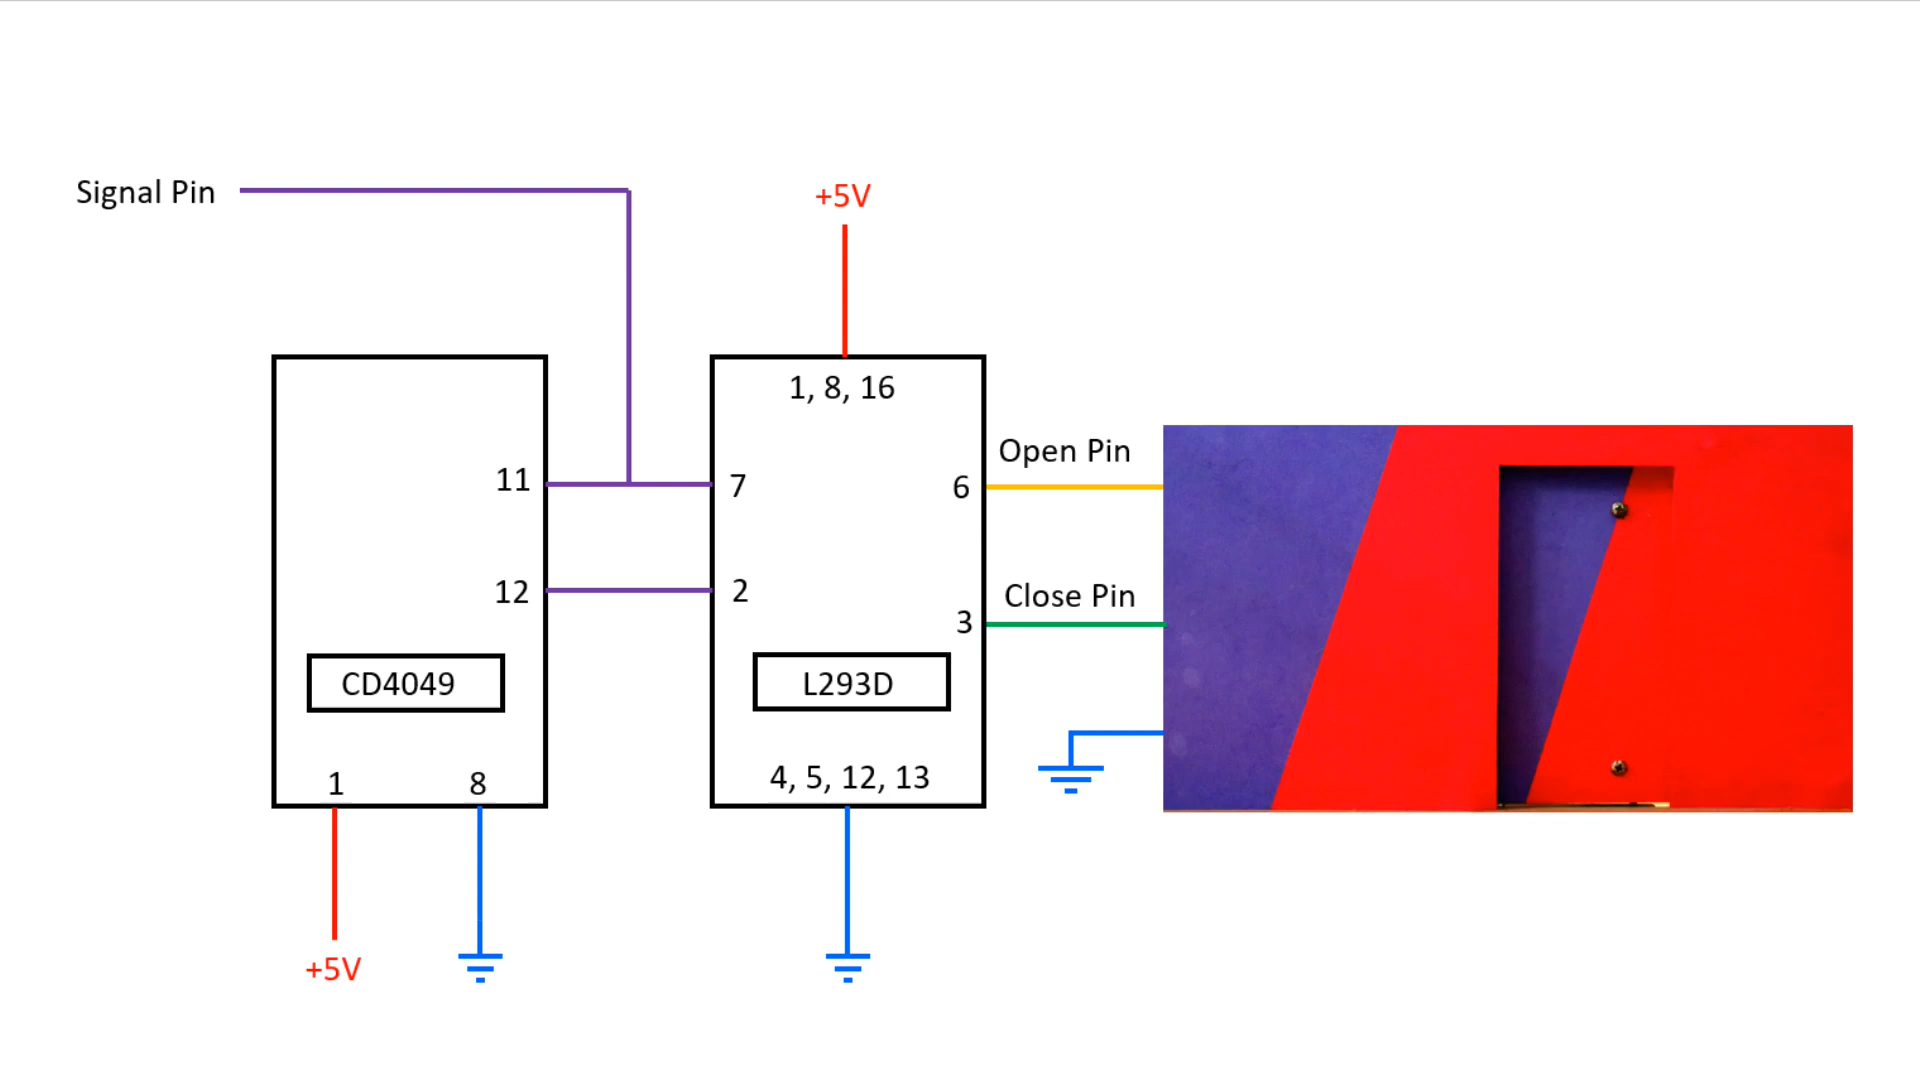 Signal Pin
+5V
1, 8, 16
Open Pin
11
7
6
12
2
Close Pin
3
CD4049
L293D
1
8
4, 5, 12, 13
+5V